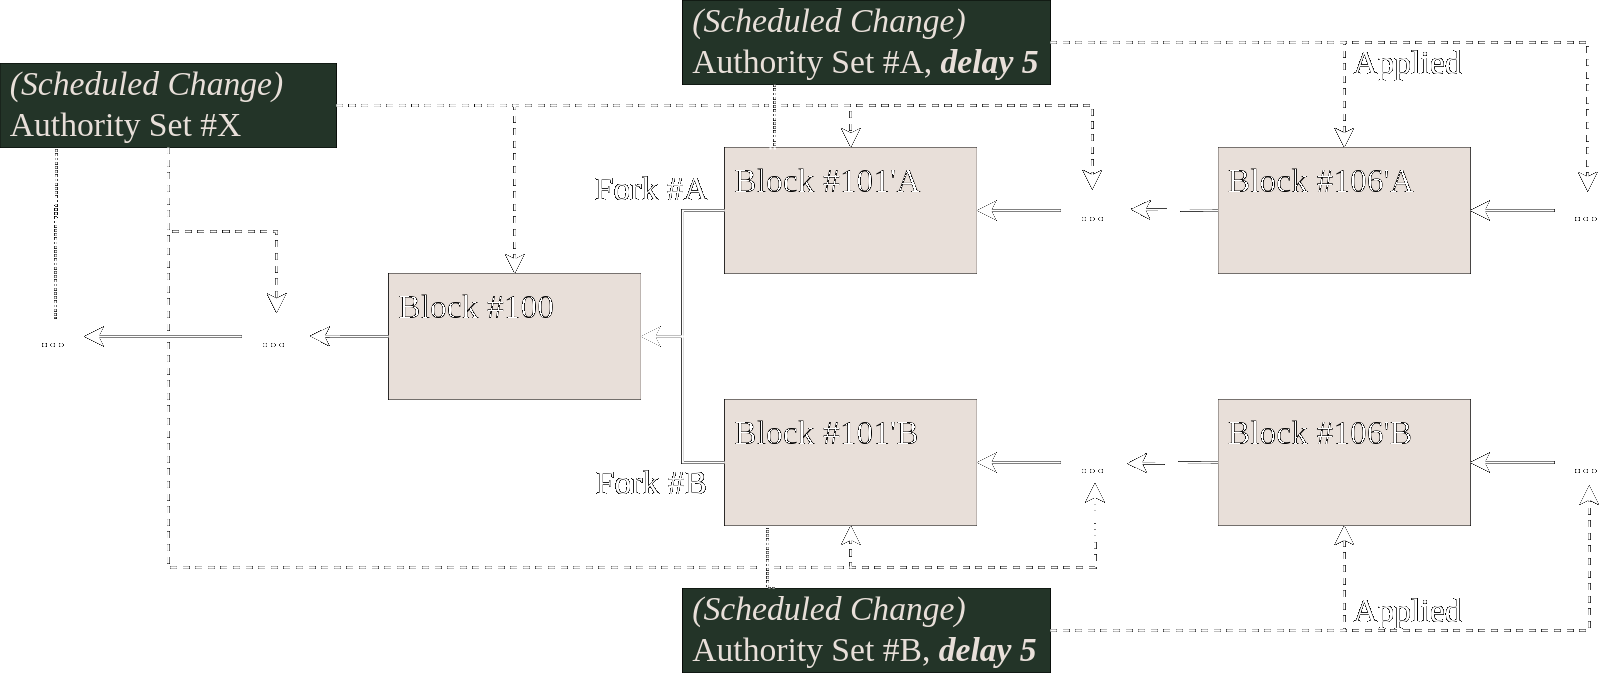 (Scheduled Change)
Authority Set #A, delay 5
(Scheduled Change)
Authority Set #X
Applied
Fork #A
Block #101'A
...
Block #106'A
...
Block #100
...
...
Block #101'B
...
Block #106'B
...
Fork #B
(Scheduled Change)
Authority Set #B, delay 5
Applied